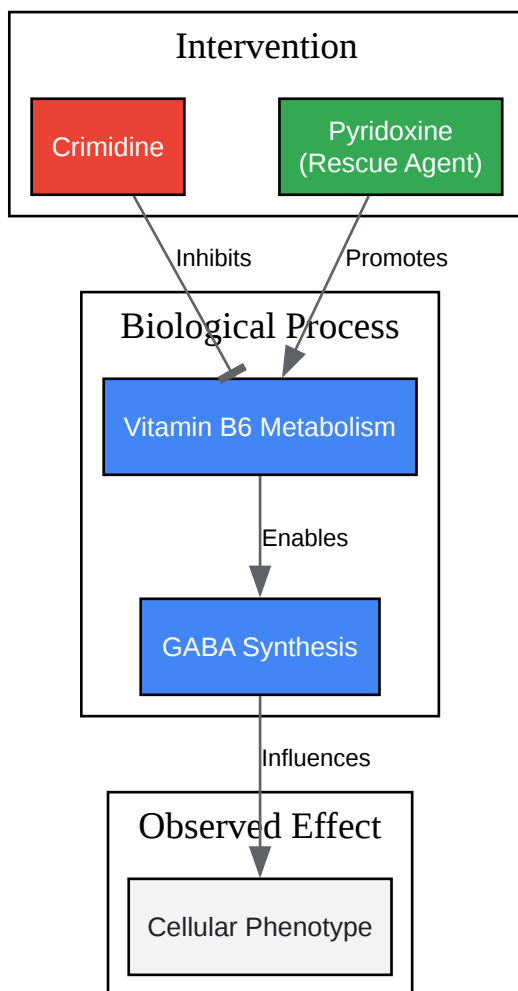 Intervention
Crimidine
Pyridoxine
(Rescue Agent)
Inhibits
Promotes
Biological Process
Vitamin B6 Metabolism
Enables
GABA Synthesis
Influences
Observed Effect
Cellular Phenotype